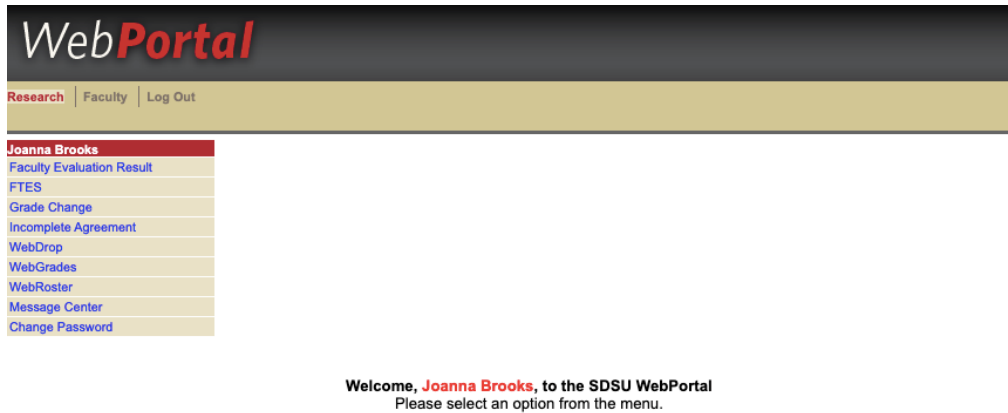 WebPortal
Research Faculty Log Out
Joanna Brooks
Faculty Evaluation Result
FTES
Grade Change
Incomplete Agreement
WebDrop
WebGrades
WebRoster
Message Center
Change Password
Welcome, Joanna Brooks, to the SDSU WebPortal
Please select an option from the menu.